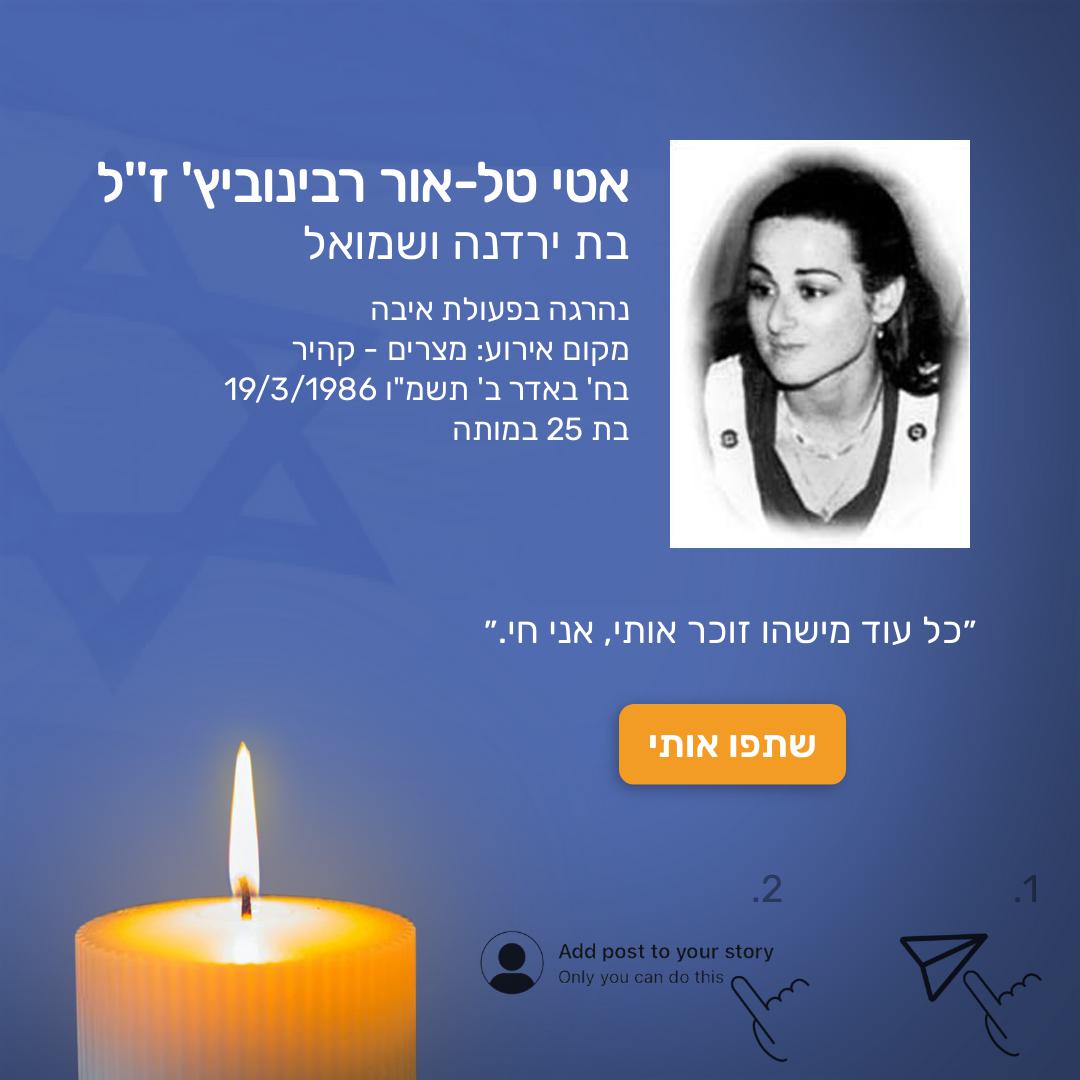 אטי טל-אור רבינוביץ' ז''ל
בת ירדנה ושמואל
נהרגה בפעולת איבה
מקום אירוע: מצרים - קהיר
בח' באדר ב' תשמ"ו 19/3/1986
בת 25 במותה
״כל עוד מישהו זוכר אותי, אני חי.״
שתפו אותי
1.
2.
Add post to your story
Only you can do this